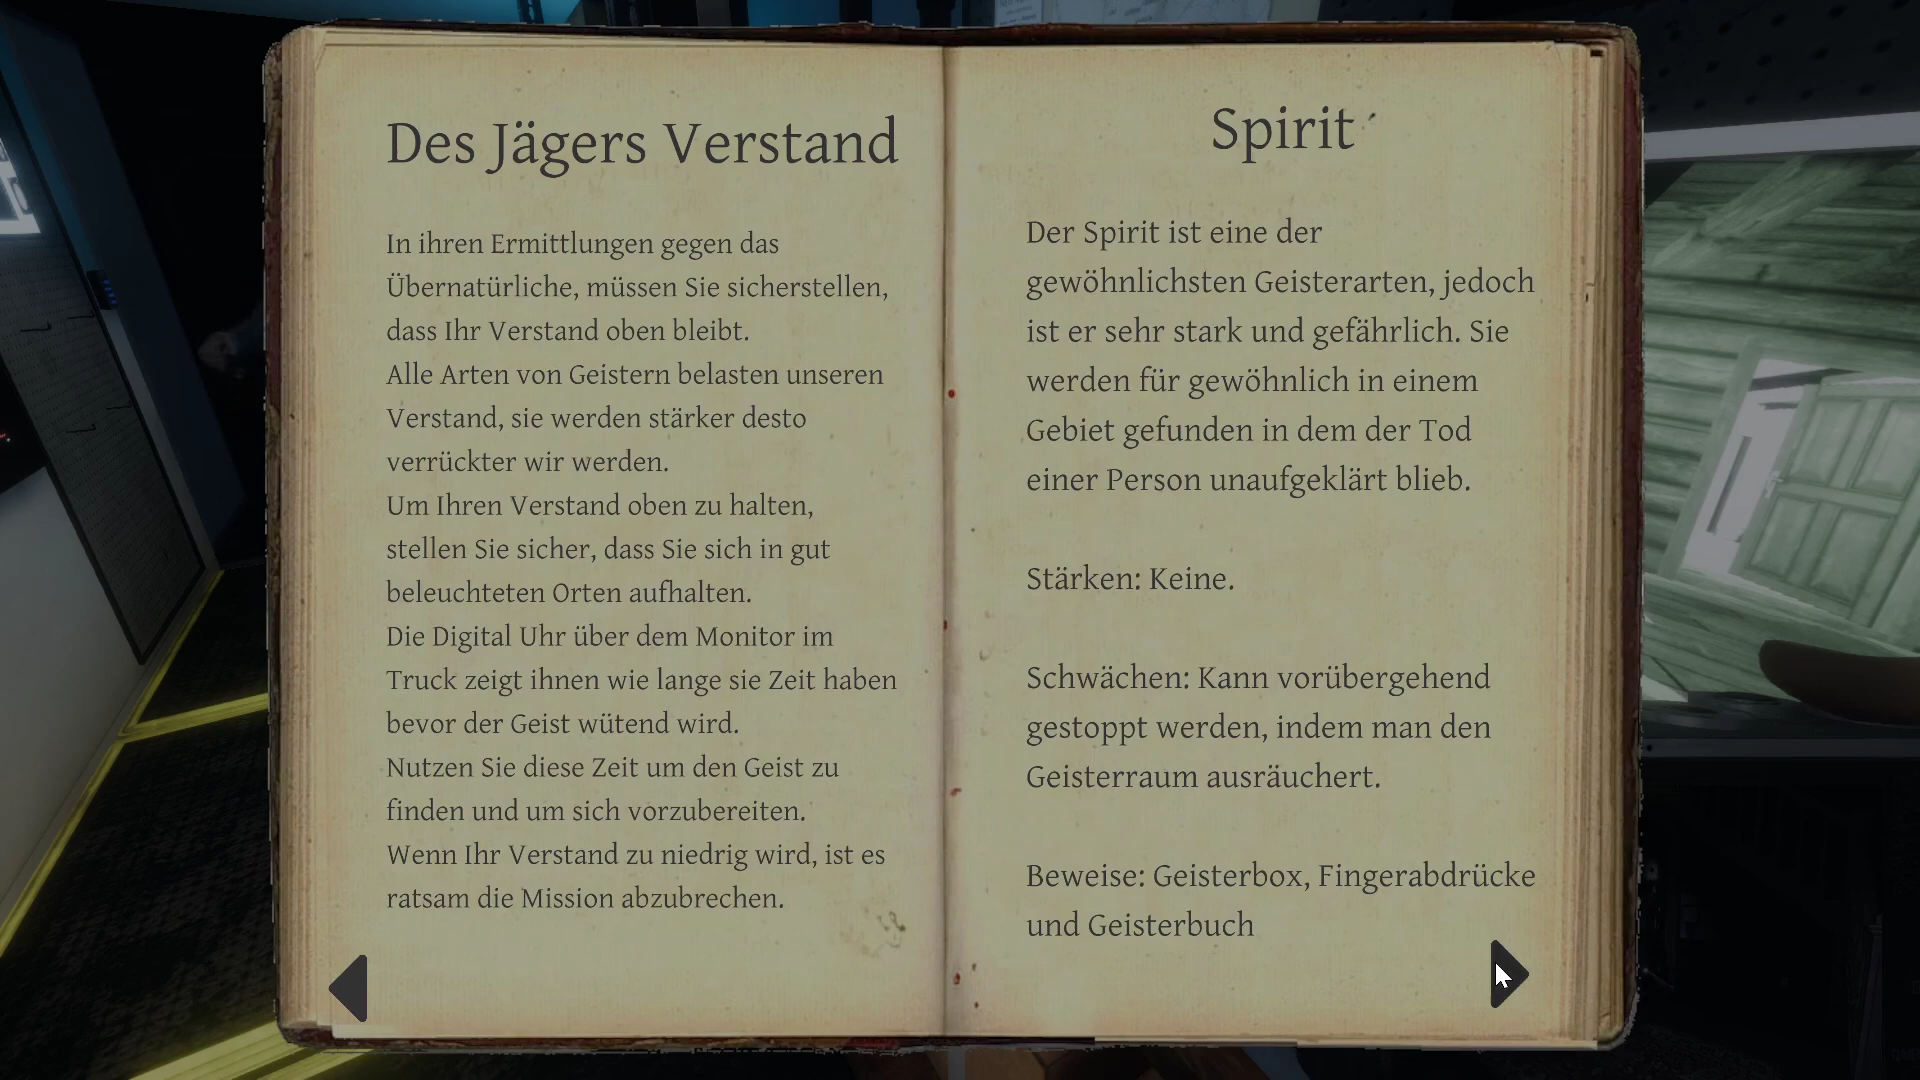 Des Jägers Verstand
In ihren Ermittlungen gegen das
Übernatürliche, müssen Sie sicherstellen,
dass Ihr Verstand oben bleibt.
Alle Arten von Geistern belasten unseren
Verstand, sie werden stärker desto
verrückter wir werden.
Um Ihren Verstand oben zu halten,
stellen Sie sicher, dass Sie sich in gut
beleuchteten Orten aufhalten.
Die Digital Uhr über dem Monitor im
Truck zeigt ihnen wie lange sie Zeit haben
bevor der Geist wütend wird.
Nutzen Sie diese Zeit um den Geist zu
finden und um sich vorzubereiten.
Wenn Ihr Verstand zu niedrig wird, ist es
ratsam die Mission abzubrechen.
Spirit
Der Spirit ist eine der
gewöhnlichsten Geisterarten, jedoch
ist er sehr stark und gefährlich. Sie
werden für gewöhnlich in einem
Gebiet gefunden in dem der Tod
einer Person unaufgeklärt blieb.
Stärken: Keine.
Schwächen: Kann vorübergehend
gestoppt werden, indem man den
Geisterraum ausräuchert.
Beweise: Geisterbox, Fingerabdrücke
und Geisterbuch